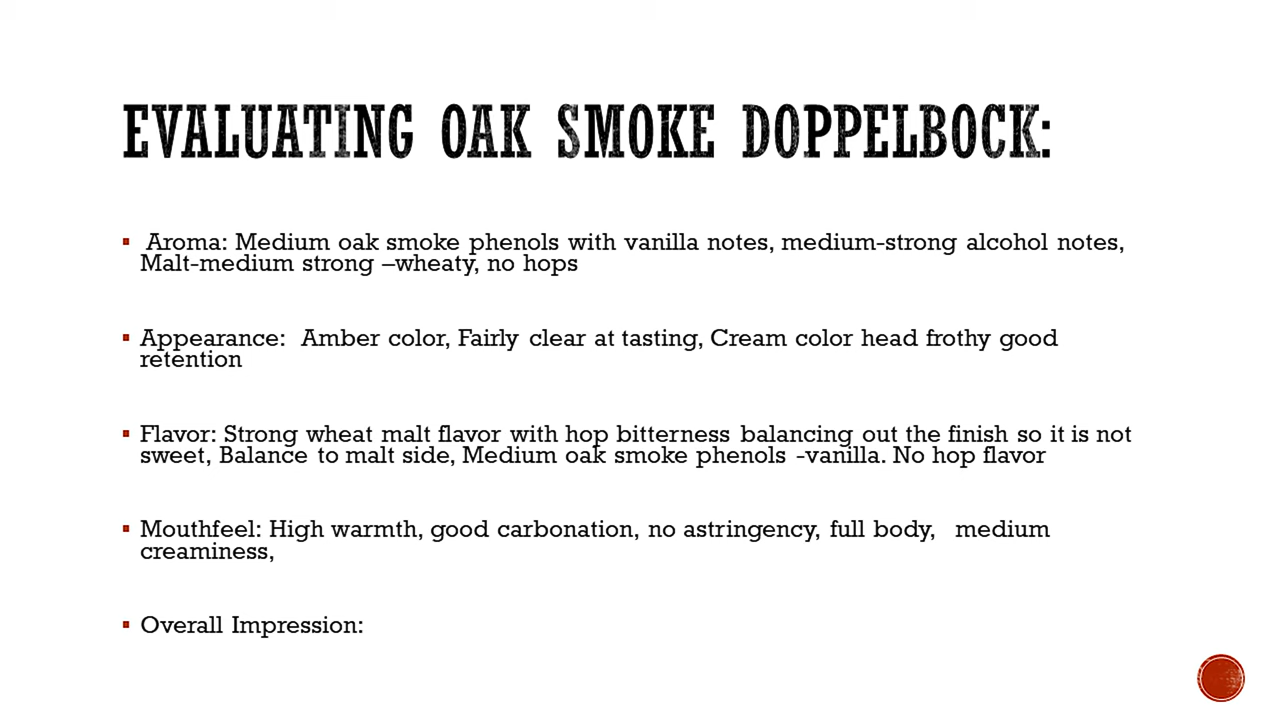 EVALUATING OAK SMOKE DOPPELBOCK:
Aroma: Medium oak smoke phenols with vanilla notes, medium-strong alcohol notes,
Malt-medium strong –wheaty, no hops
Appearance:  Amber color, Fairly clear at tasting, Cream color head frothy good
retention
Flavor: Strong wheat malt flavor with hop bitterness balancing out the finish so it is not
sweet, Balance to malt side, Medium oak smoke phenols -vanilla. No hop flavor
Mouthfeel: High warmth, good carbonation, no astringency, full body,   medium
creaminess,
Overall Impression: